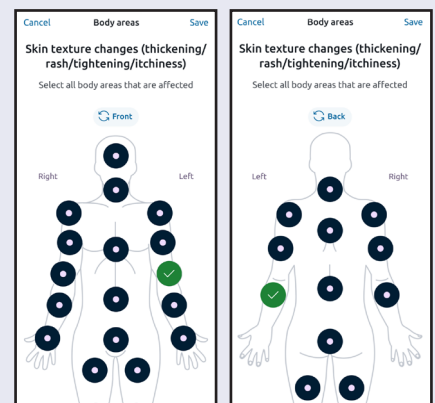 Cancel Body areas Save
Skin texture changes (thickening/
rash/tightening/itchiness)
Select all body areas that are affected
Front
Right Left
Cancel Body areas Save
Skin texture changes (thickening/
rash/tightening/itchiness)
Select all body areas that are affected
Back
Left Right